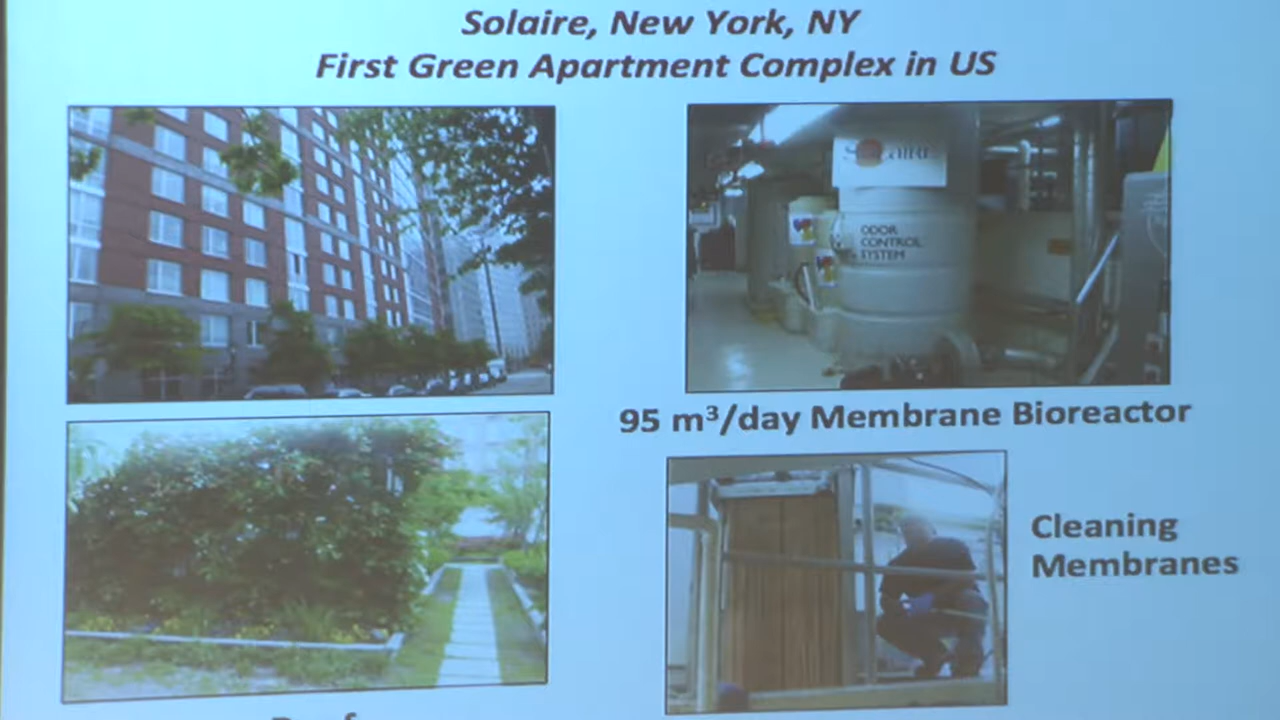 Solaire, New York, NY
First Green Apartment Complex in US
ODOR
CONTROL
SYSTEM
95 m³/day Membrane Bioreactor
Cleaning
Membranes